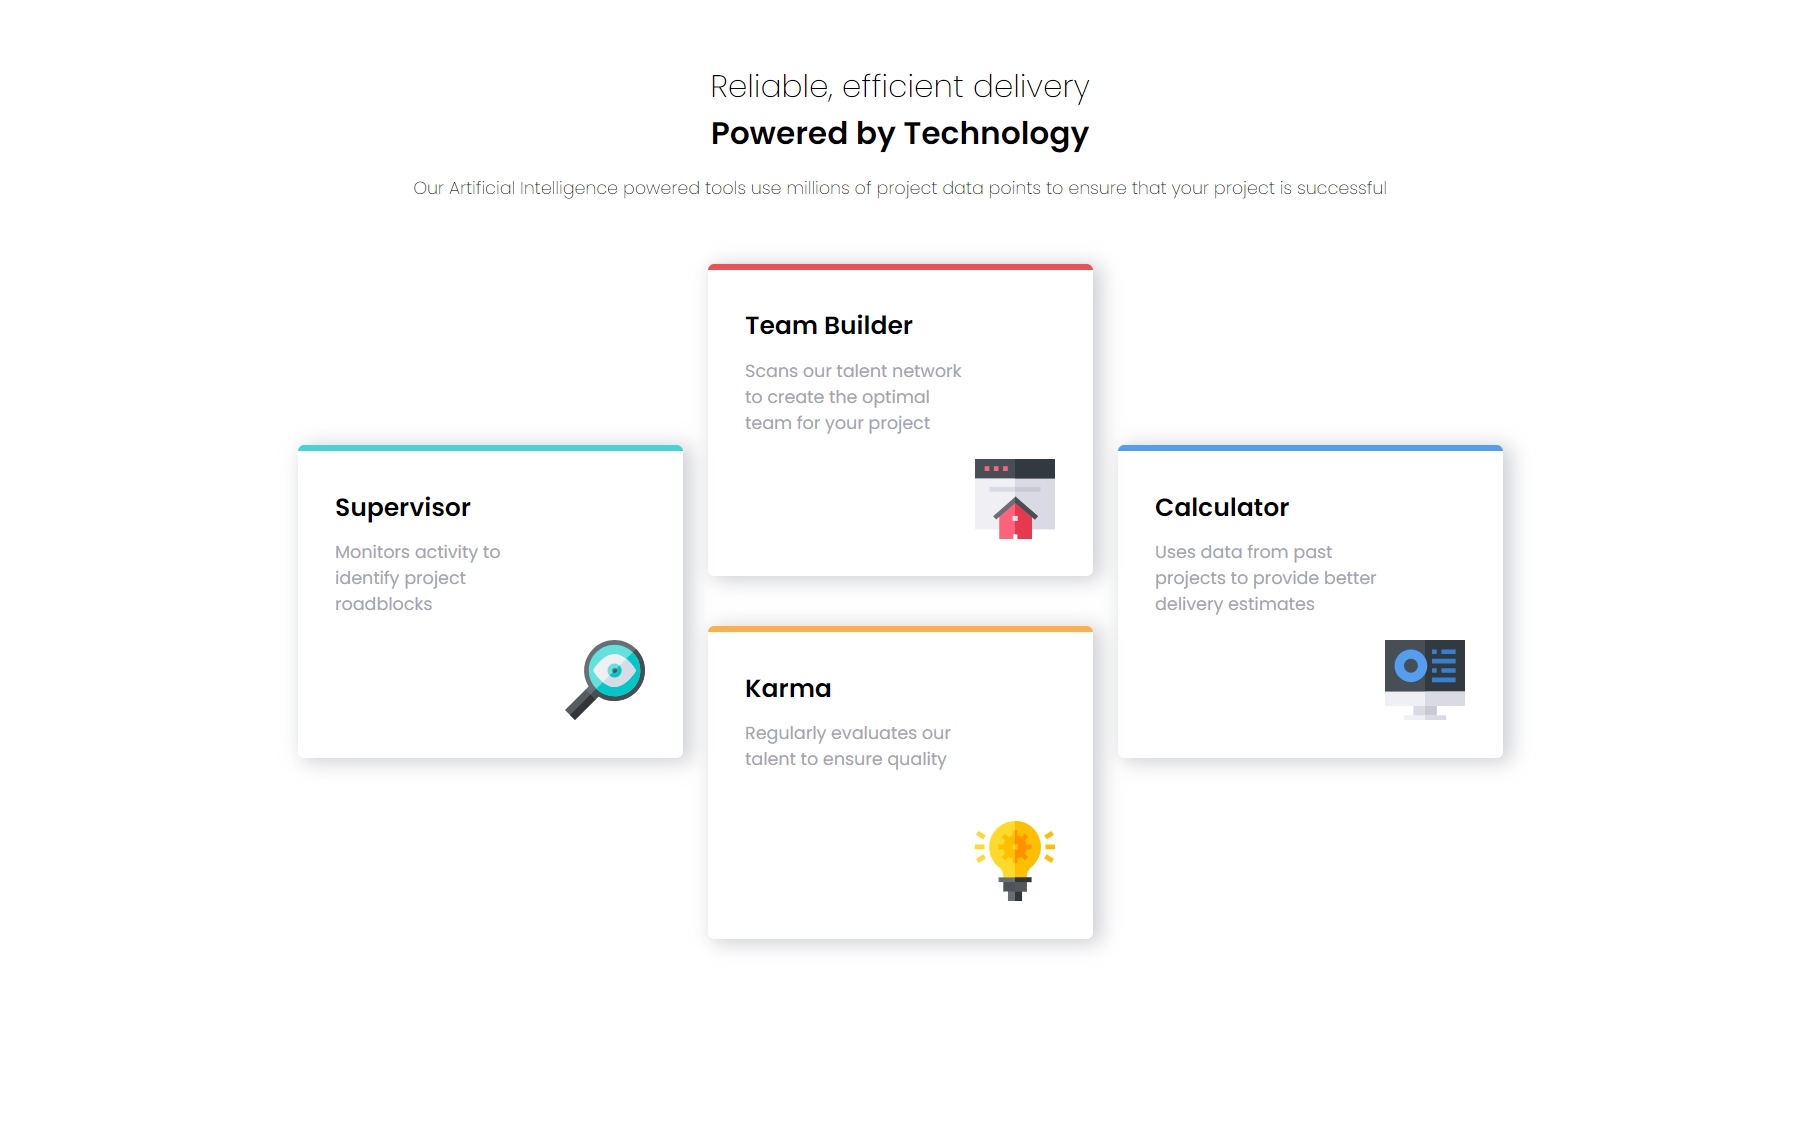 Reliable, efficient delivery
Powered by Technology
Our Artificial Intelligence powered tools use millions of project data points to ensure that your project is successful
Team Builder
Scans our talent network
to create the optimal
team for your project
Supervisor
Monitors activity to
identify project
roadblocks
Calculator
Uses data from past
projects to provide better
delivery estimates
Karma
Regularly evaluates our
talent to ensure quality